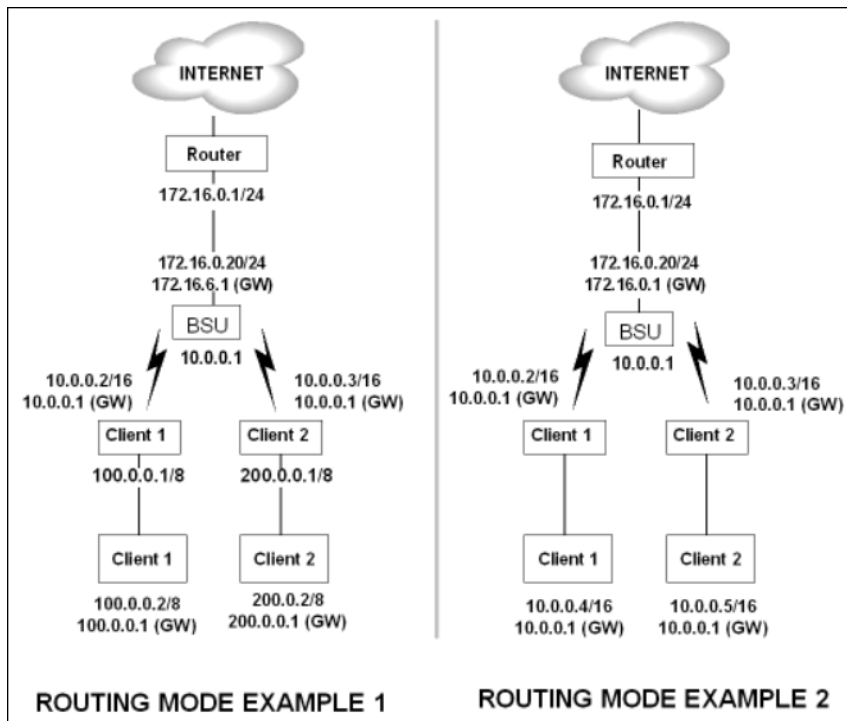 INTERNET
Router
172.16.0.1/24
172.16.0.20/24
172.16.6.1 (GW)
BSU
10.0.0.1
10.0.0.2/16
10.0.0.1 (GW)
10.0.0.3/16
10.0.0.1 (GW)
Client 1
Client 2
100.0.0.1/8
200.0.0.1/8
Client 1
Client 2
100.0.0.2/8
100.0.0.1 (GW)
200.0.2/8
200.0.0.1 (GW)
ROUTING MODE EXAMPLE 1
INTERNET
Router
172.16.0.1/24
172.16.0.20/24
172.16.0.1 (GW)
BSU
10.0.0.1
10.0.0.2/16
10.0.0.1 (GW)
10.0.0.3/16
10.0.0.1 (GW)
Client 1
Client 2
Client 1
Client 2
10.0.0.4/16
10.0.0.1 (GW)
10.0.0.5/16
10.0.0.1 (GW)
ROUTING MODE EXAMPLE 2